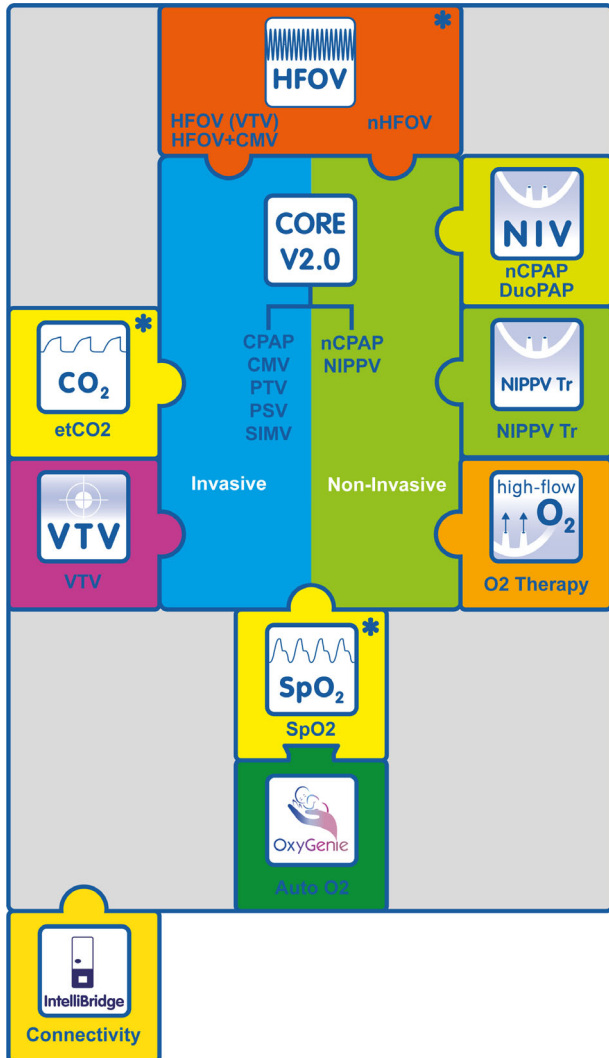 *
HFOV
HFOV (VTV)
HFOV+CMV
nHFOV
CORE
V2.0
CPAP
CMV
PTV
PSV
SIMV
nCPAP
NIPPV
Invasive
Non-Invasive
NIV
nCPAP
DuoPAP
*
CO₂
etCO2
NIPPV Tr
NIPPV Tr
VTV
VTV
high-flow
O₂
O2 Therapy
*
SpO₂
SpO2
OxyGenie
Auto O2
IntelliBridge
Connectivity